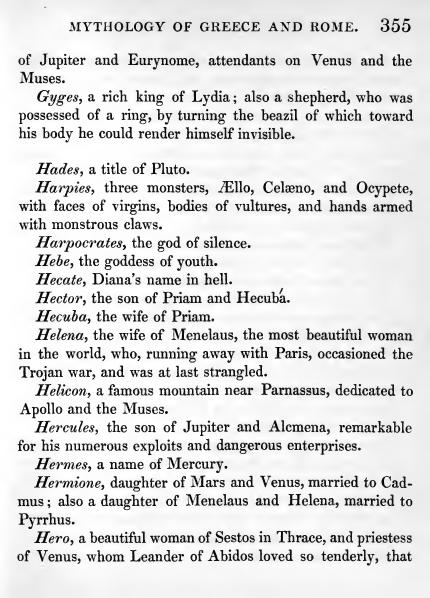 MYTHOLOGY OF GREECE AND ROME. 355
of Jupiter and Eurynome, attendants on Venus and the
Muses.
Gyges, a rich king of Lydia; also a shepherd, who was
possessed of a ring, by turning the beazil of which toward
his body he could render himself invisible.
Hades, a title of Pluto.
Harpies, three monsters, Ællo, Celæno, and Ocypete,
with faces of virgins, bodies of vultures, and hands armed
with monstrous claws.
Harpocrates, the god of silence.
Hebe, the goddess of youth.
Hecate, Diana's name in hell.
Hector, the son of Priam and Hecubá.
Hecuba, the wife of Priam.
Helena, the wife of Menelaus, the most beautiful woman
in the world, who, running away with Paris, occasioned the
Trojan war, and was at last strangled.
Helicon, a famous mountain near Parnassus, dedicated to
Apollo and the Muses.
Hercules, the son of Jupiter and Alcmena, remarkable
for his numerous exploits and dangerous enterprises.
Hermes, a name of Mercury.
Hermione, daughter of Mars and Venus, married to Cad-
mus; also a daughter of Menelaus and Helena, married to
Pyrrhus.
Hero, a beautiful woman of Sestos in Thrace, and priestess
of Venus, whom Leander of Abidos loved so tenderly, that